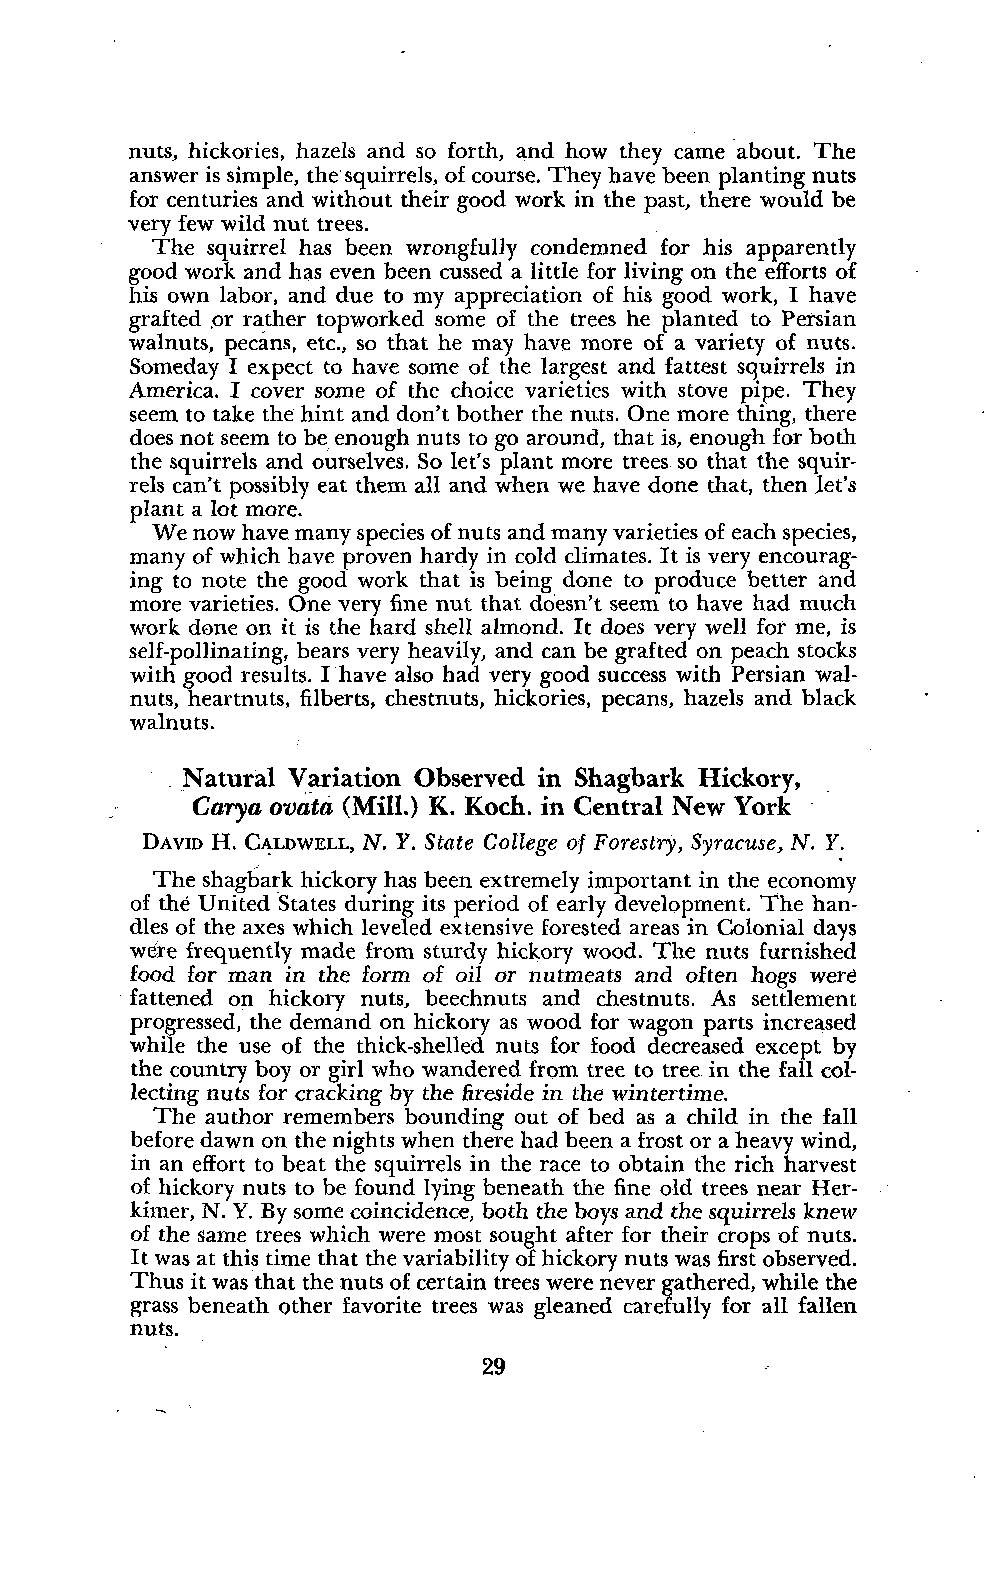 nuts, hickories, hazels and so forth, and how they came about. The
answer is simple, the squirrels, of course. They have been planting nuts
for centuries and without their good work in the past, there would be
very few wild nut trees.
The squirrel has been wrongfully condemned for his apparently
good work and has even been cussed a little for living on the efforts of
his own labor, and due to my appreciation of his good work, I have
grafted or rather topworked some of the trees he planted to Persian
walnuts, pecans, etc., so that he may have more of a variety of nuts.
Someday I expect to have some of the largest and fattest squirrels in
America. I cover some of the choice varieties with stove pipe. They
seem to take the hint and don't bother the nuts. One more thing, there
does not seem to be enough nuts to go around, that is, enough for both
the squirrels and ourselves. So let's plant more trees so that the squir-
rels can't possibly eat them all and when we have done that, then let's
plant a lot more.
We now have many species of nuts and many varieties of each species,
many of which have proven hardy in cold climates. It is very encourag-
ing to note the good work that is being done to produce better and
more varieties. One very fine nut that doesn't seem to have had much
work done on it is the hard shell almond. It does very well for me, is
self-pollinating, bears very heavily, and can be grafted on peach stocks
with good results. I have also had very good success with Persian wal-
nuts, heartnuts, filberts, chestnuts, hickories, pecans, hazels and black
walnuts.
Natural Variation Observed in Shagbark Hickory,
Carya ovata (Mill.) K. Koch. in Central New York
DAVID H. CALDWELL, N. Y. State College of Forestry, Syracuse, N. Y.
The shagbark hickory has been extremely important in the economy
of the United States during its period of early development. The han-
dles of the axes which leveled extensive forested areas in Colonial days
were frequently made from sturdy hickory wood. The nuts furnished
food for man in the form of oil or nutmeats and often hogs were
fattened on hickory nuts, beechnuts and chestnuts. As settlement
progressed, the demand on hickory as wood for wagon parts increased
while the use of the thick-shelled nuts for food decreased except by
the country boy or girl who wandered from tree to tree in the fall col-
lecting nuts for cracking by the fireside in the wintertime.
The author remembers bounding out of bed as a child in the fall
before dawn on the nights when there had been a frost or a heavy wind,
in an effort to beat the squirrels in the race to obtain the rich harvest
of hickory nuts to be found lying beneath the fine old trees near Her-
kimer, N. Y. By some coincidence, both the boys and the squirrels knew
of the same trees which were most sought after for their crops of nuts.
It was at this time that the variability of hickory nuts was first observed.
Thus it was that the nuts of certain trees were never gathered, while the
grass beneath other favorite trees was gleaned carefully for all fallen
nuts.
29